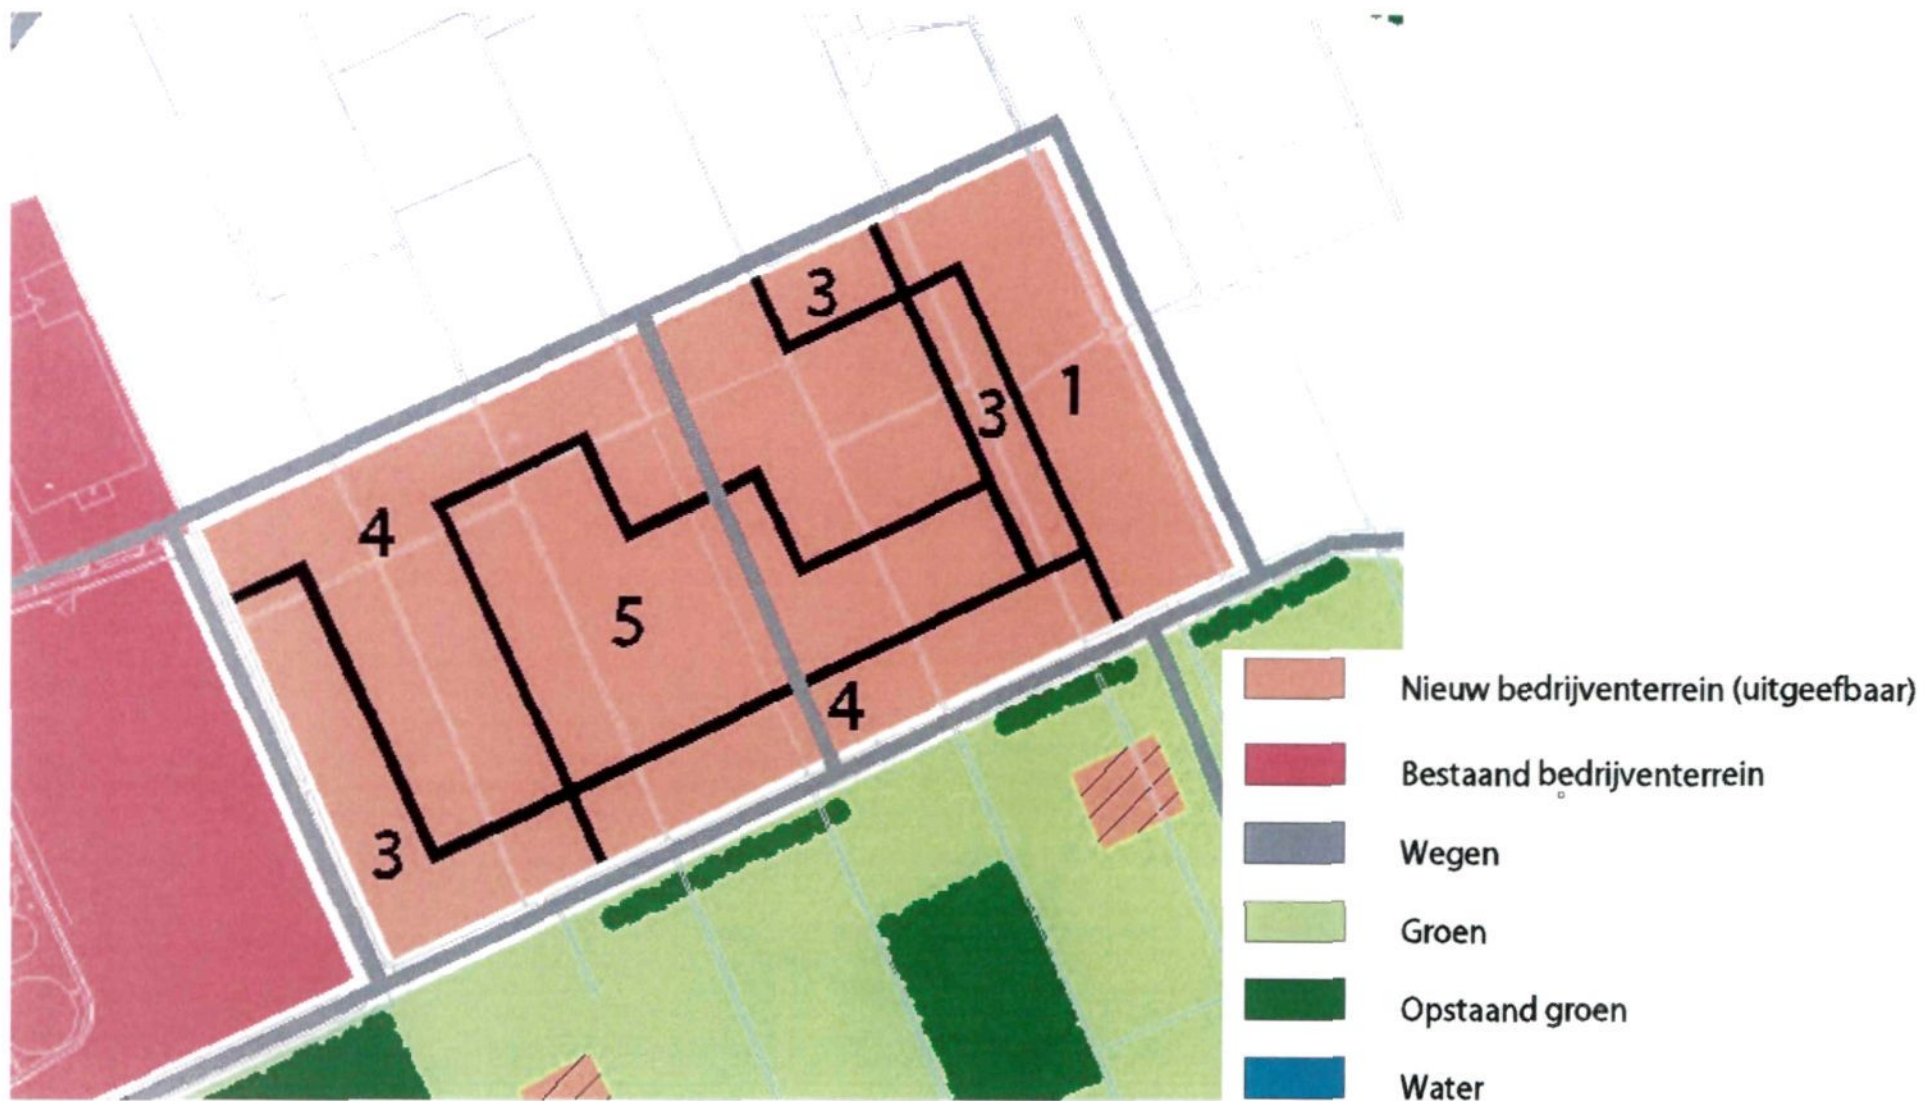 3
3
1
4
5
4
3
Nieuw bedrijventerrein (uitgeefbaar)
Bestaand bedrijventerrein
Wegen
Groen
Opstaand groen
Water